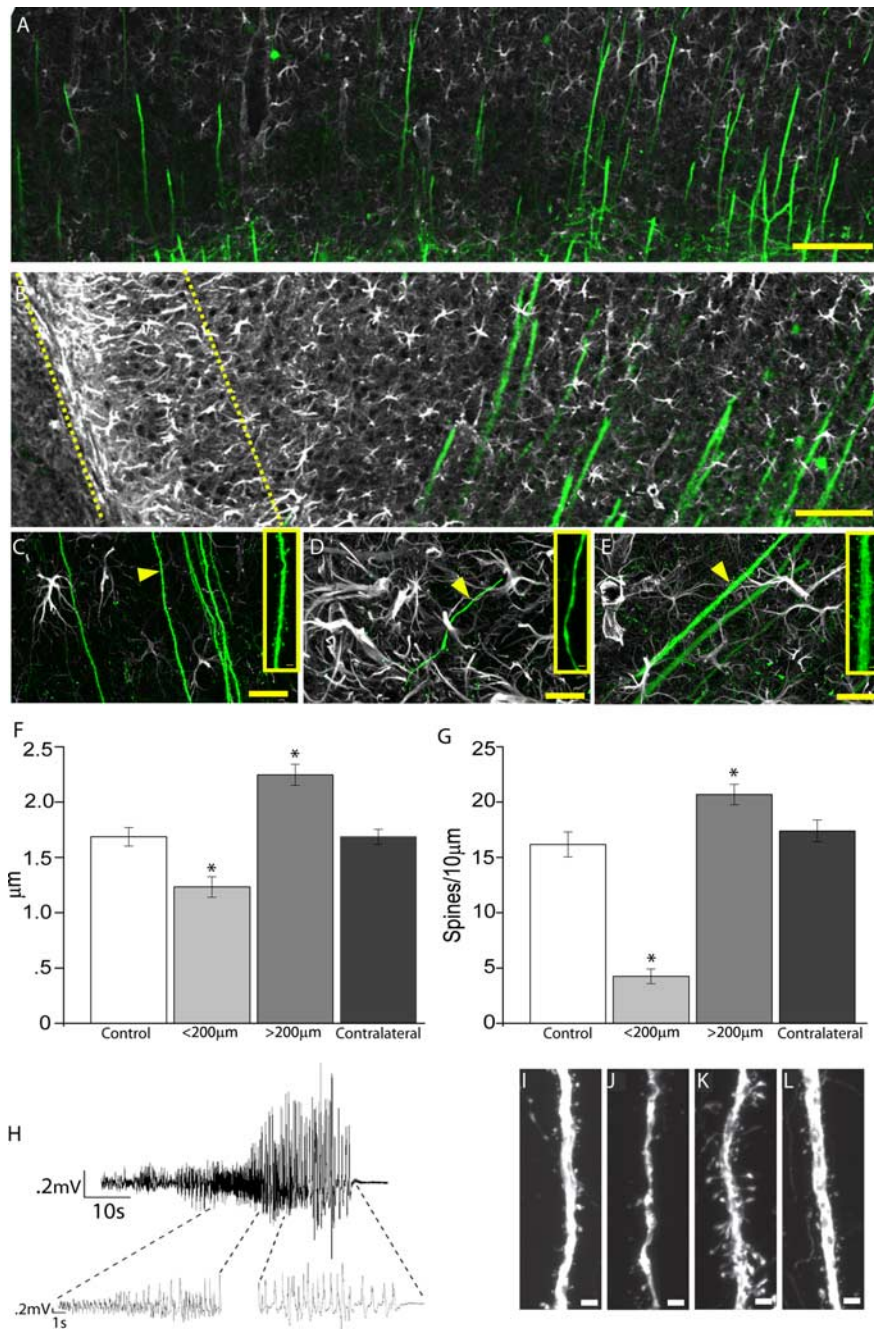 A
B
C
D
E
F
G
2.5
2.0
1.5
1.0
.5
0
μm
Control
<200μm
>200μm
Contralateral
*
*
25
20
15
10
5
0
Spines/10μm
Control
<200μm
>200μm
Contralateral
*
*
H
.2mV
10s
.2mV
1s
I
J
K
L